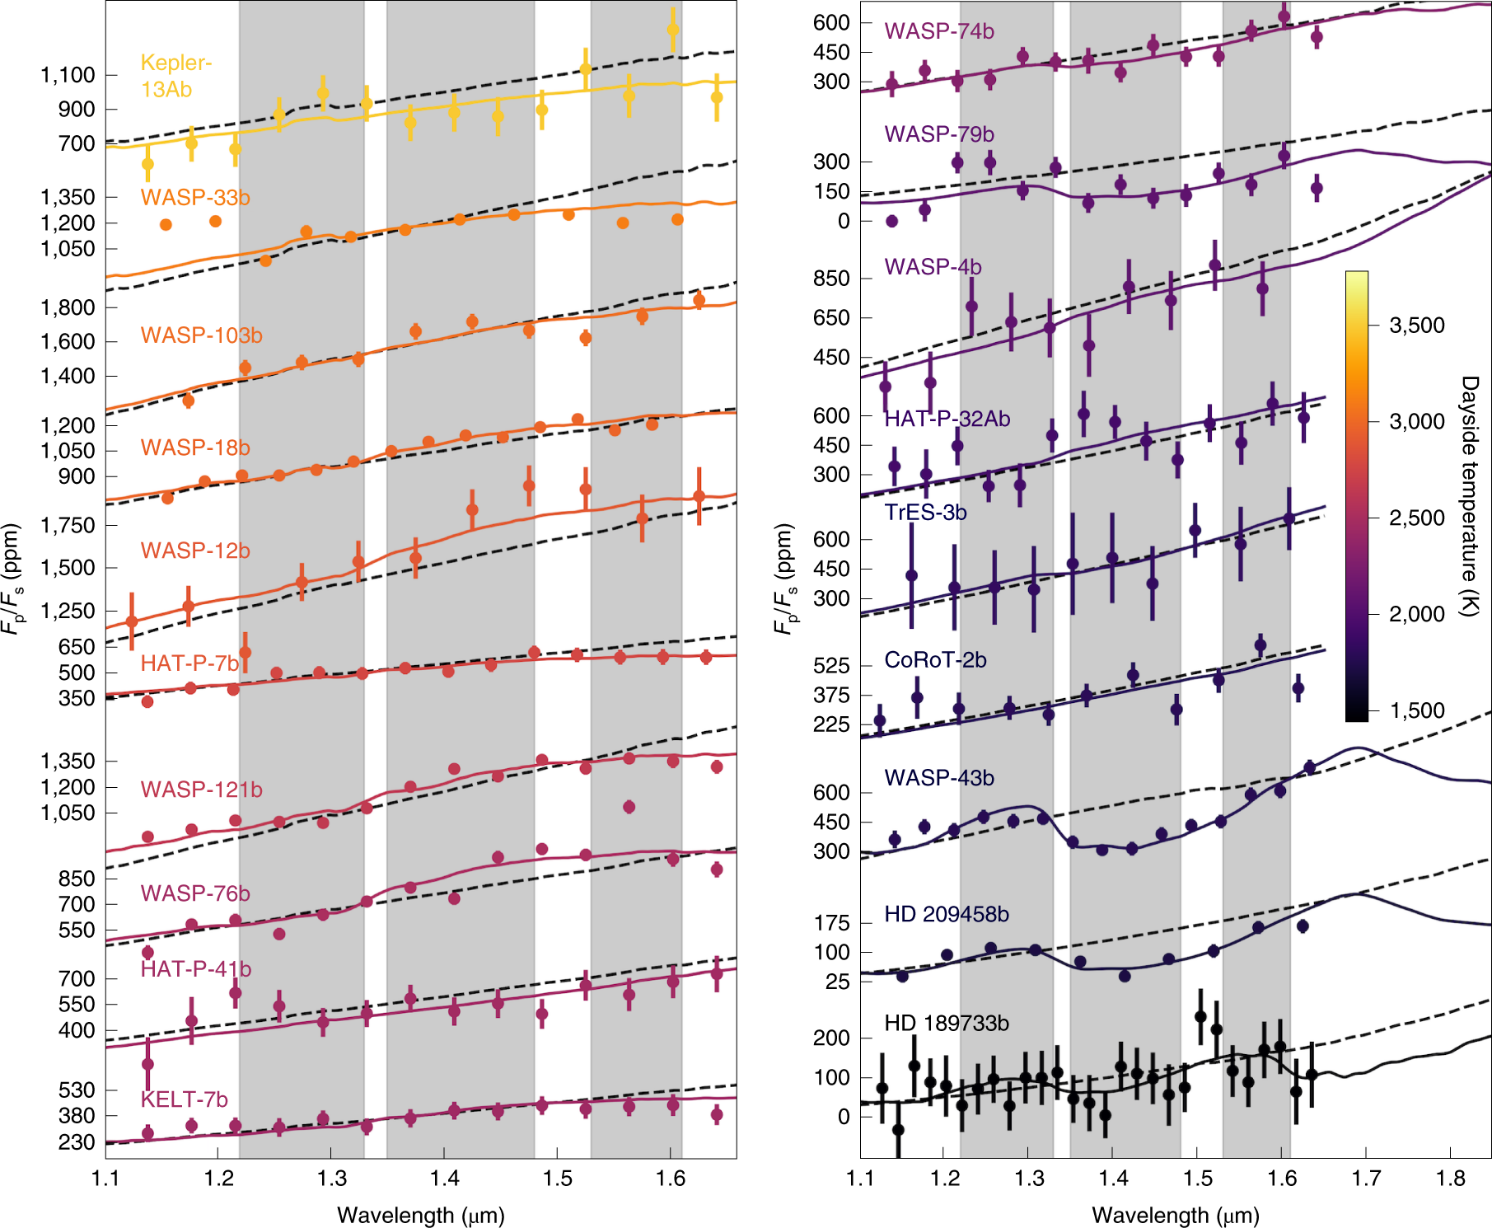 Kepler-
13Ab
1,100
900
700
WASP-33b
1,350
1,200
1,050
WASP-103b
1,800
1,600
1,400
WASP-18b
1,200
1,050
900
WASP-12b
1,750
1,500
1,250
HAT-P-7b
650
500
350
WASP-121b
1,350
1,200
1,050
WASP-76b
850
700
550
HAT-P-41b
700
550
400
KELT-7b
530
380
230
Fp/Fs (ppm)
1.1 1.2 1.3 1.4 1.5 1.6
Wavelength (μm)
WASP-74b
600
450
300
WASP-79b
300
150
0
WASP-4b
850
650
450
HAT-P-32Ab
600
450
300
TrES-3b
600
450
300
CoRoT-2b
525
375
225
WASP-43b
600
450
300
HD 209458b
175
100
25
HD 189733b
200
100
0
Fp/Fs (ppm)
1.1 1.2 1.3 1.4 1.5 1.6 1.7 1.8
Wavelength (μm)
3,500
3,000
2,500
2,000
1,500
Dayside temperature (K)